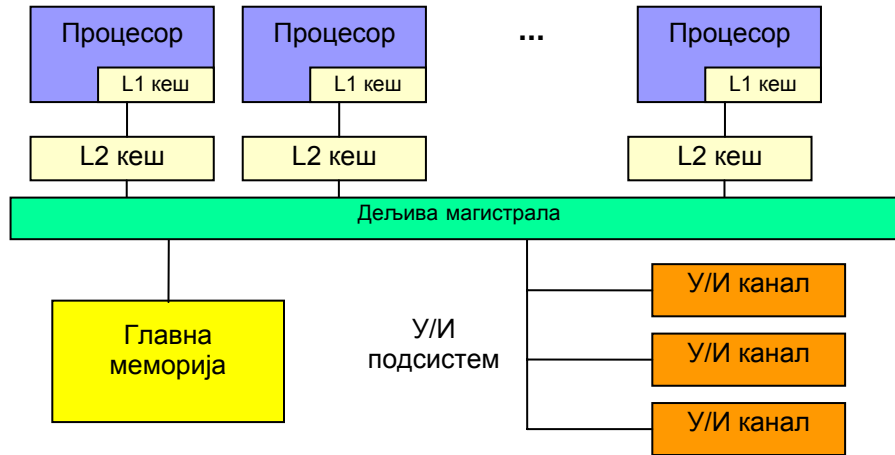 Процесор
Процесор
...
Процесор
L1 кеш
L1 кеш
L1 кеш
L2 кеш
L2 кеш
L2 кеш
Дељива магистрала
У/И канал
Главна
меморија
У/И
подсистем
У/И канал
У/И канал